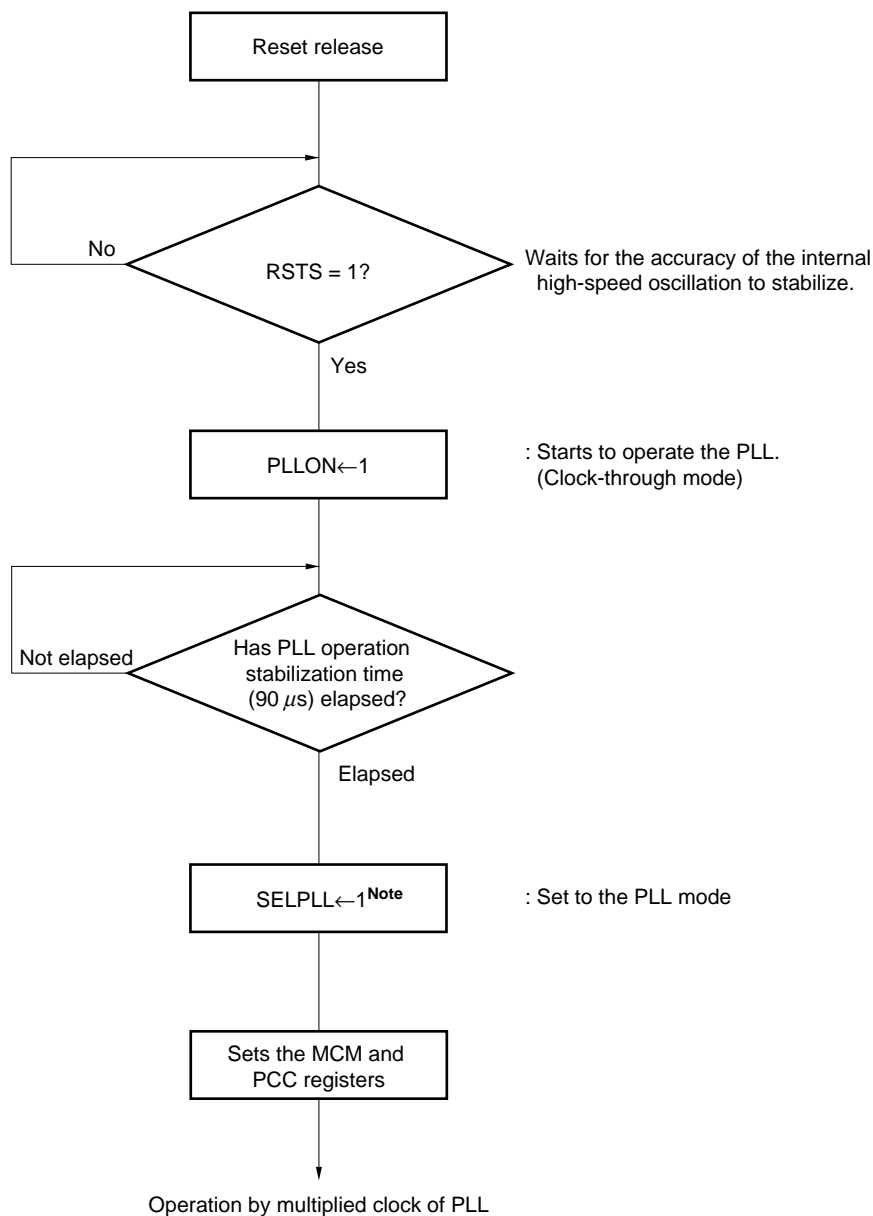 Reset release
No
RSTS = 1?
Waits for the accuracy of the internal
high-speed oscillation to stabilize.
Yes
PLLON←1
: Starts to operate the PLL.
(Clock-through mode)
Not elapsed
Has PLL operation
stabilization time
(90 μs) elapsed?
Elapsed
SELPLL←1Note
: Set to the PLL mode
Sets the MCM and
PCC registers
Operation by multiplied clock of PLL